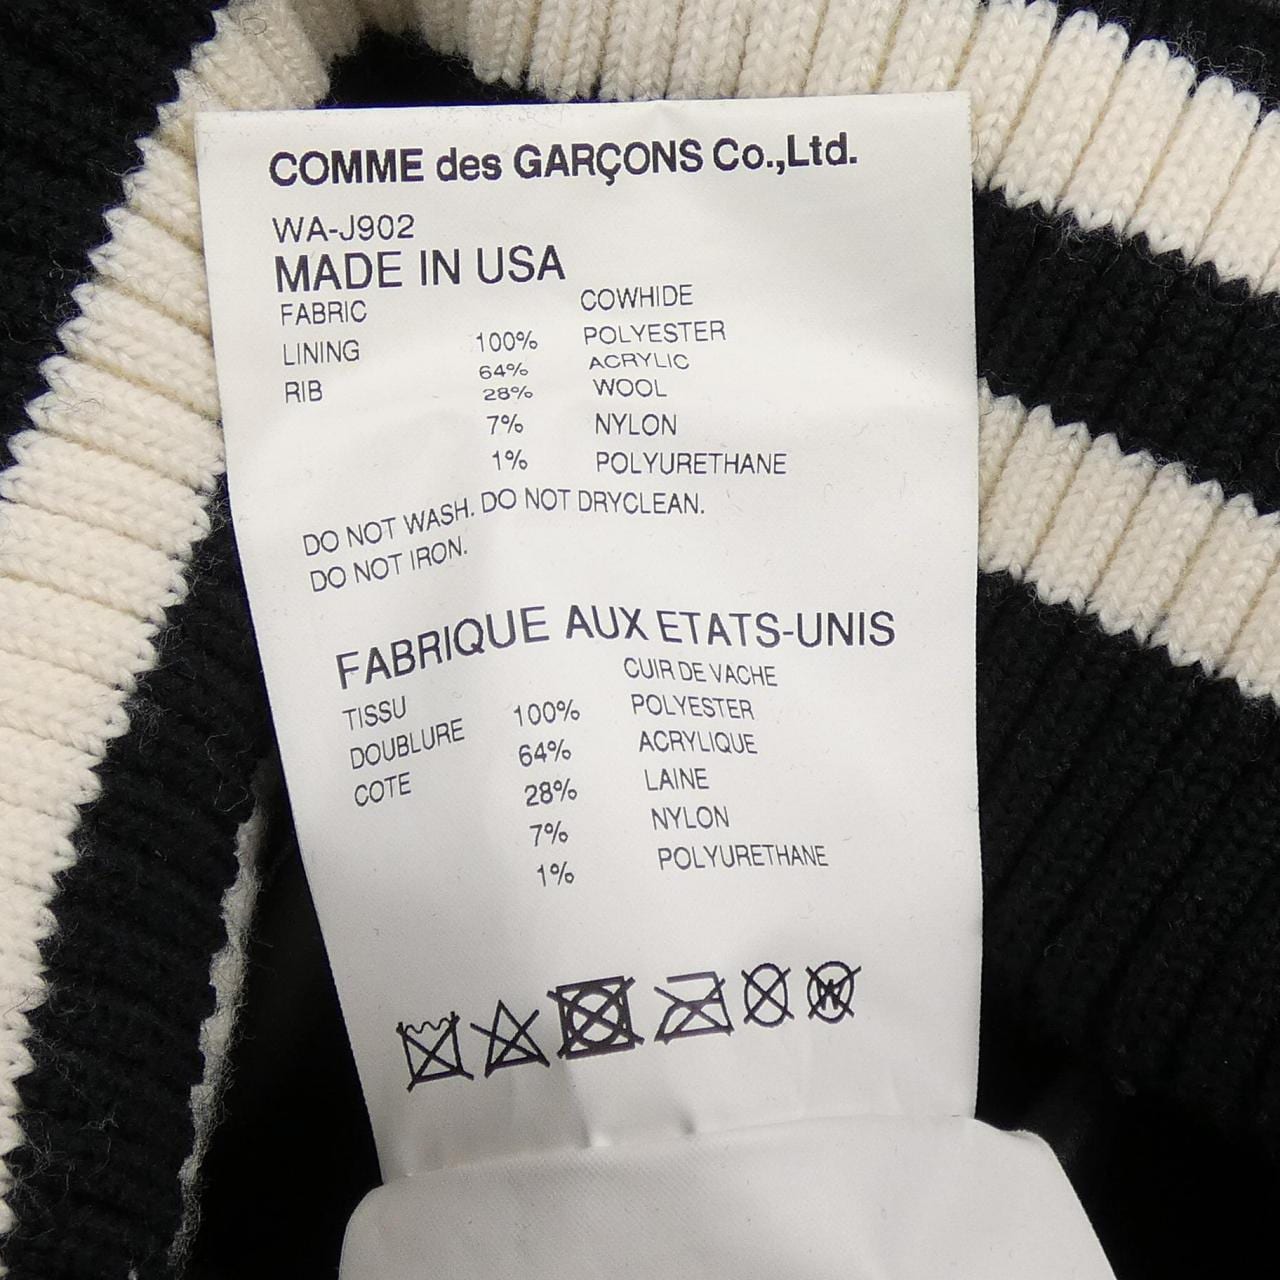 COMME des GARÇONS Co.,Ltd.
WA-J902
MADE IN USA
FABRIC COWHIDE
LINING 100% POLYESTER
RIB 64% ACRYLIC
28% WOOL
7% NYLON
1% POLYURETHANE
DO NOT WASH. DO NOT DRYCLEAN.
DO NOT IRON.
FABRIQUE AUX ETATS-UNIS
TISSU CUIR DE VACHE
DOUBLURE 100% POLYESTER
COTE 64% ACRYLIQUE
28% LAINE
7% NYLON
1% POLYURETHANE
W